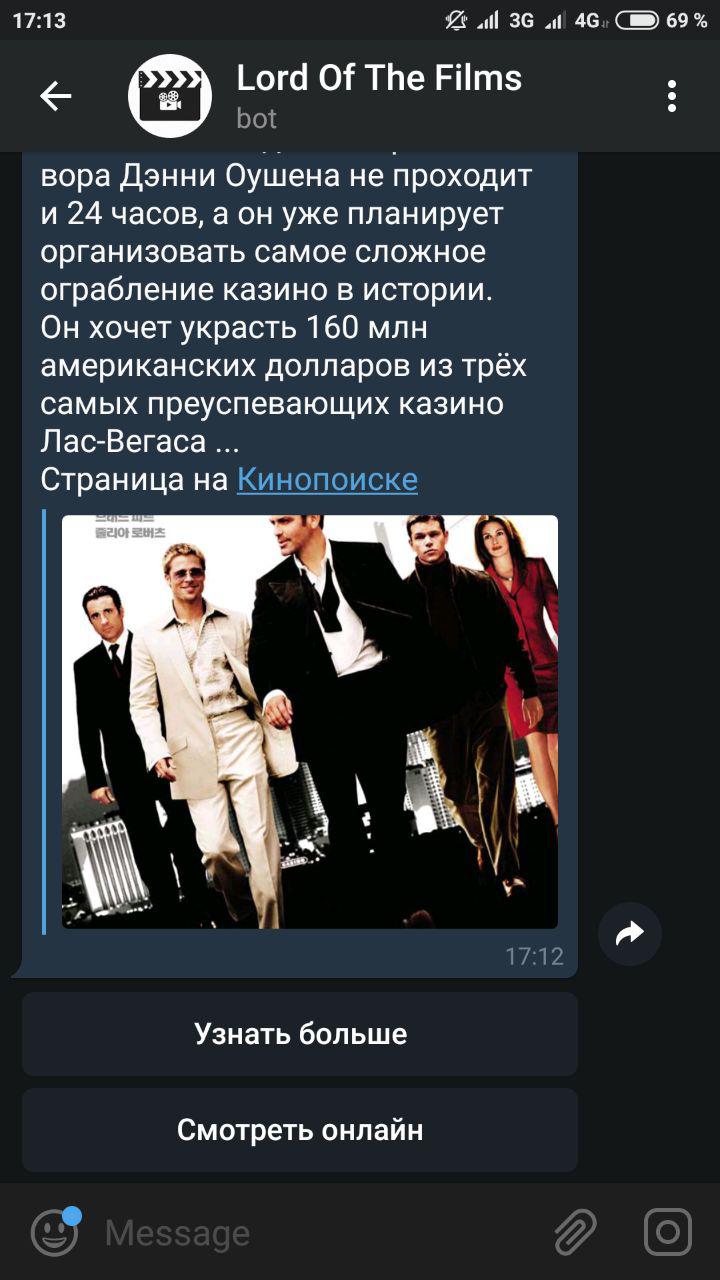 17:13
3G
4G
69 %
Lord Of The Films
bot
вора Дэнни Оушена не проходит
и 24 часов, а он уже планирует
организовать самое сложное
ограбление казино в истории.
Он хочет украсть 160 млн
американских долларов из трёх
самых преуспевающих казино
Лас-Вегаса ...
Страница на Кинопоиске
줄리아 로버츠
17:12
Узнать больше
Смотреть онлайн
Message